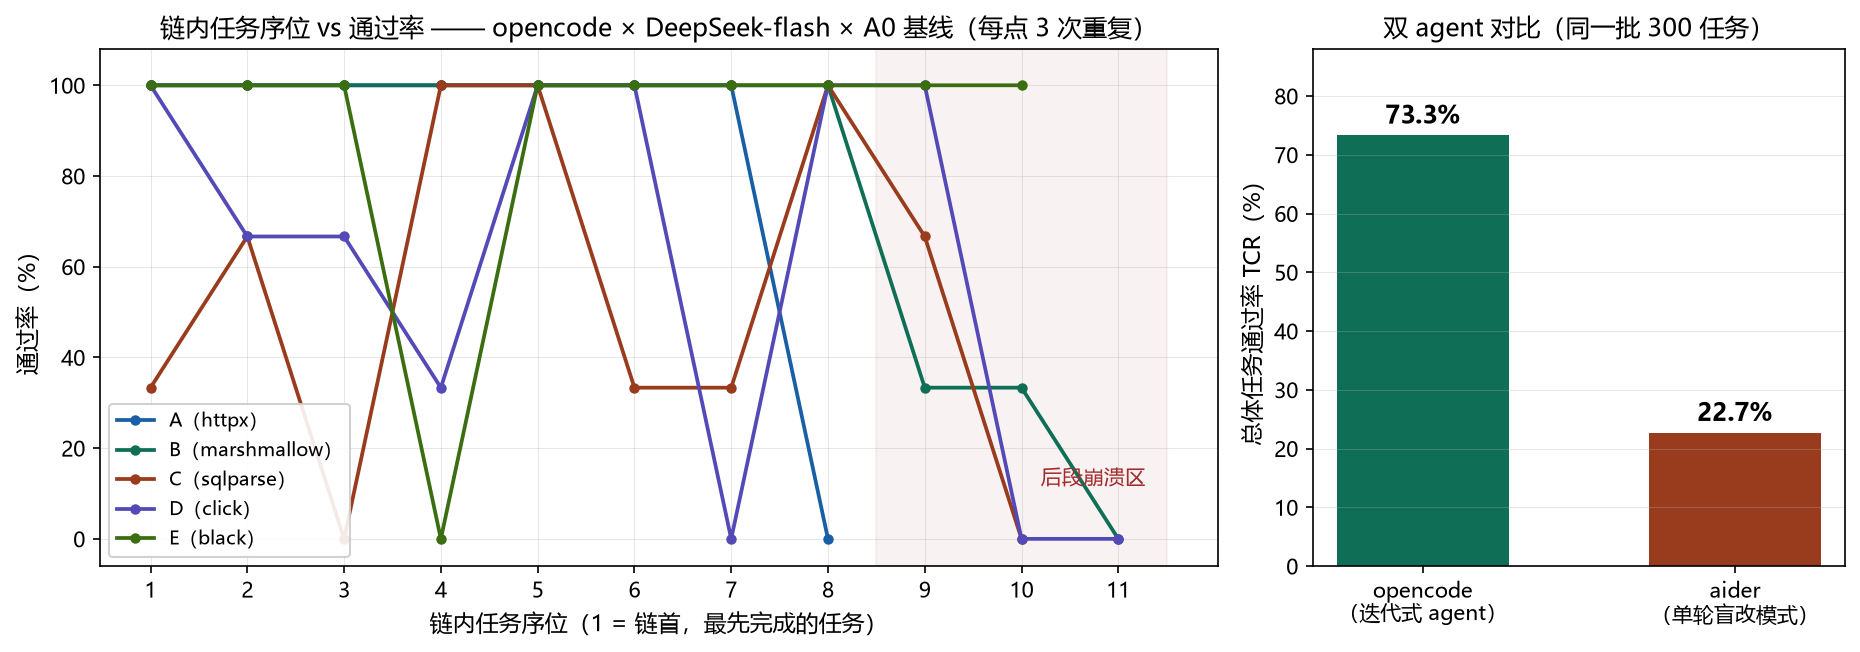 链内任务序位 vs 通过率 —— opencode × DeepSeek-flash × A0 基线（每点 3 次重复）
通过率（%）
100
80
60
40
20
0
A（httpx）
B（marshmallow）
C（sqlparse）
D（click）
E（black）
后段崩溃区
1 2 3 4 5 6 7 8 9 10 11
链内任务序位（1 = 链首，最先完成的任务）
双 agent 对比（同一批 300 任务）
总体任务通过率 TCR（%）
80
70
60
50
40
30
20
10
0
73.3%
22.7%
opencode
（迭代式 agent）
aider
（单轮盲改模式）